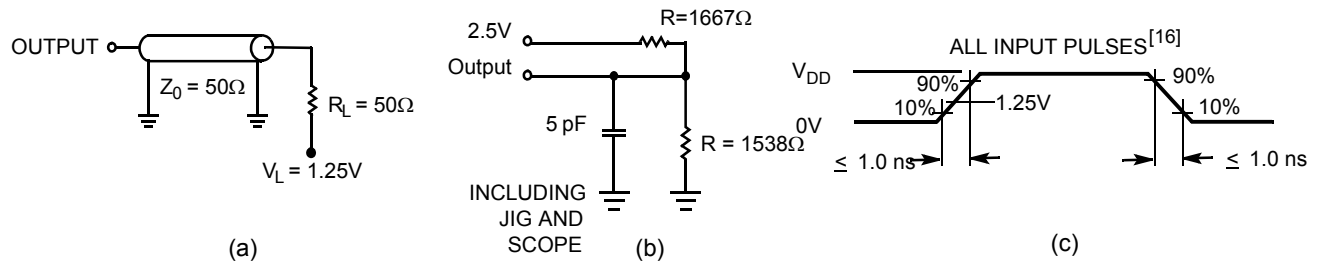 OUTPUT
Z0 = 50Ω
RL = 50Ω
VL = 1.25V
(a)
R=1667Ω
2.5V
Output
5 pF
R = 1538Ω
INCLUDING
JIG AND
SCOPE
(b)
ALL INPUT PULSES[16]
VDD
90%
90%
10%
1.25V
10%
0V
≤ 1.0 ns
≤ 1.0 ns
(c)